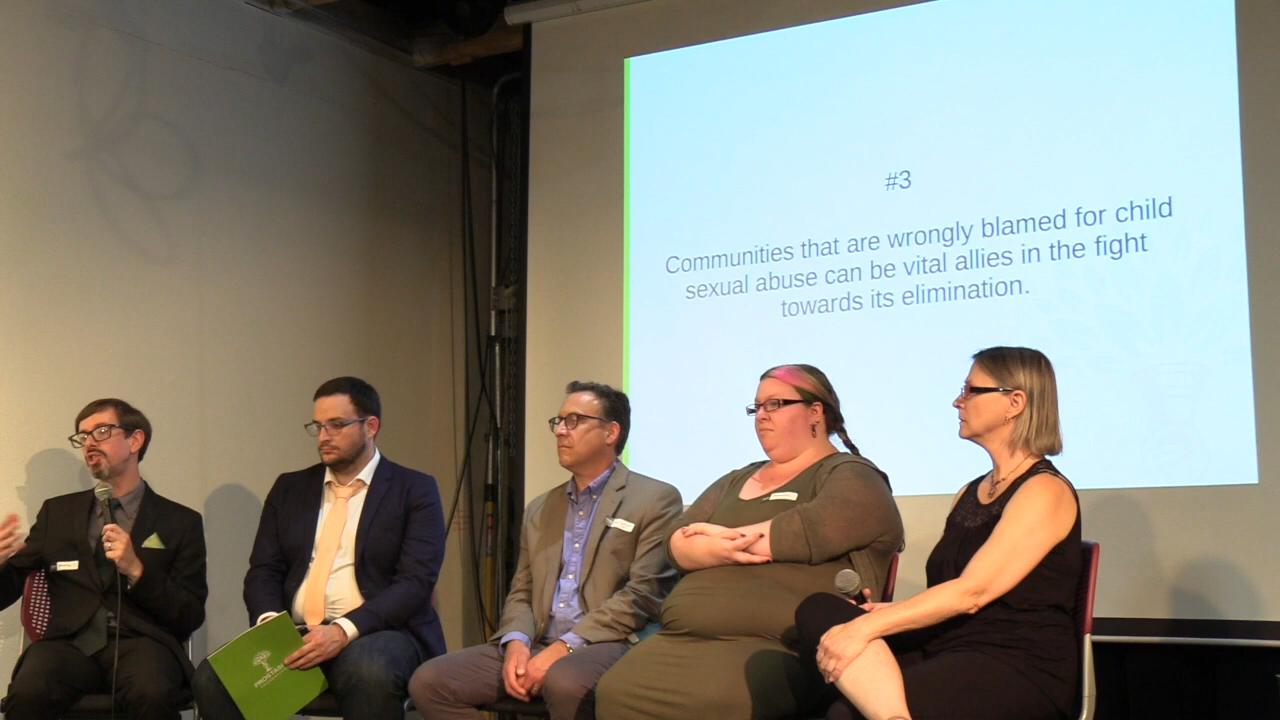 #3
Communities that are wrongly blamed for child
sexual abuse can be vital allies in the fight
towards its elimination.